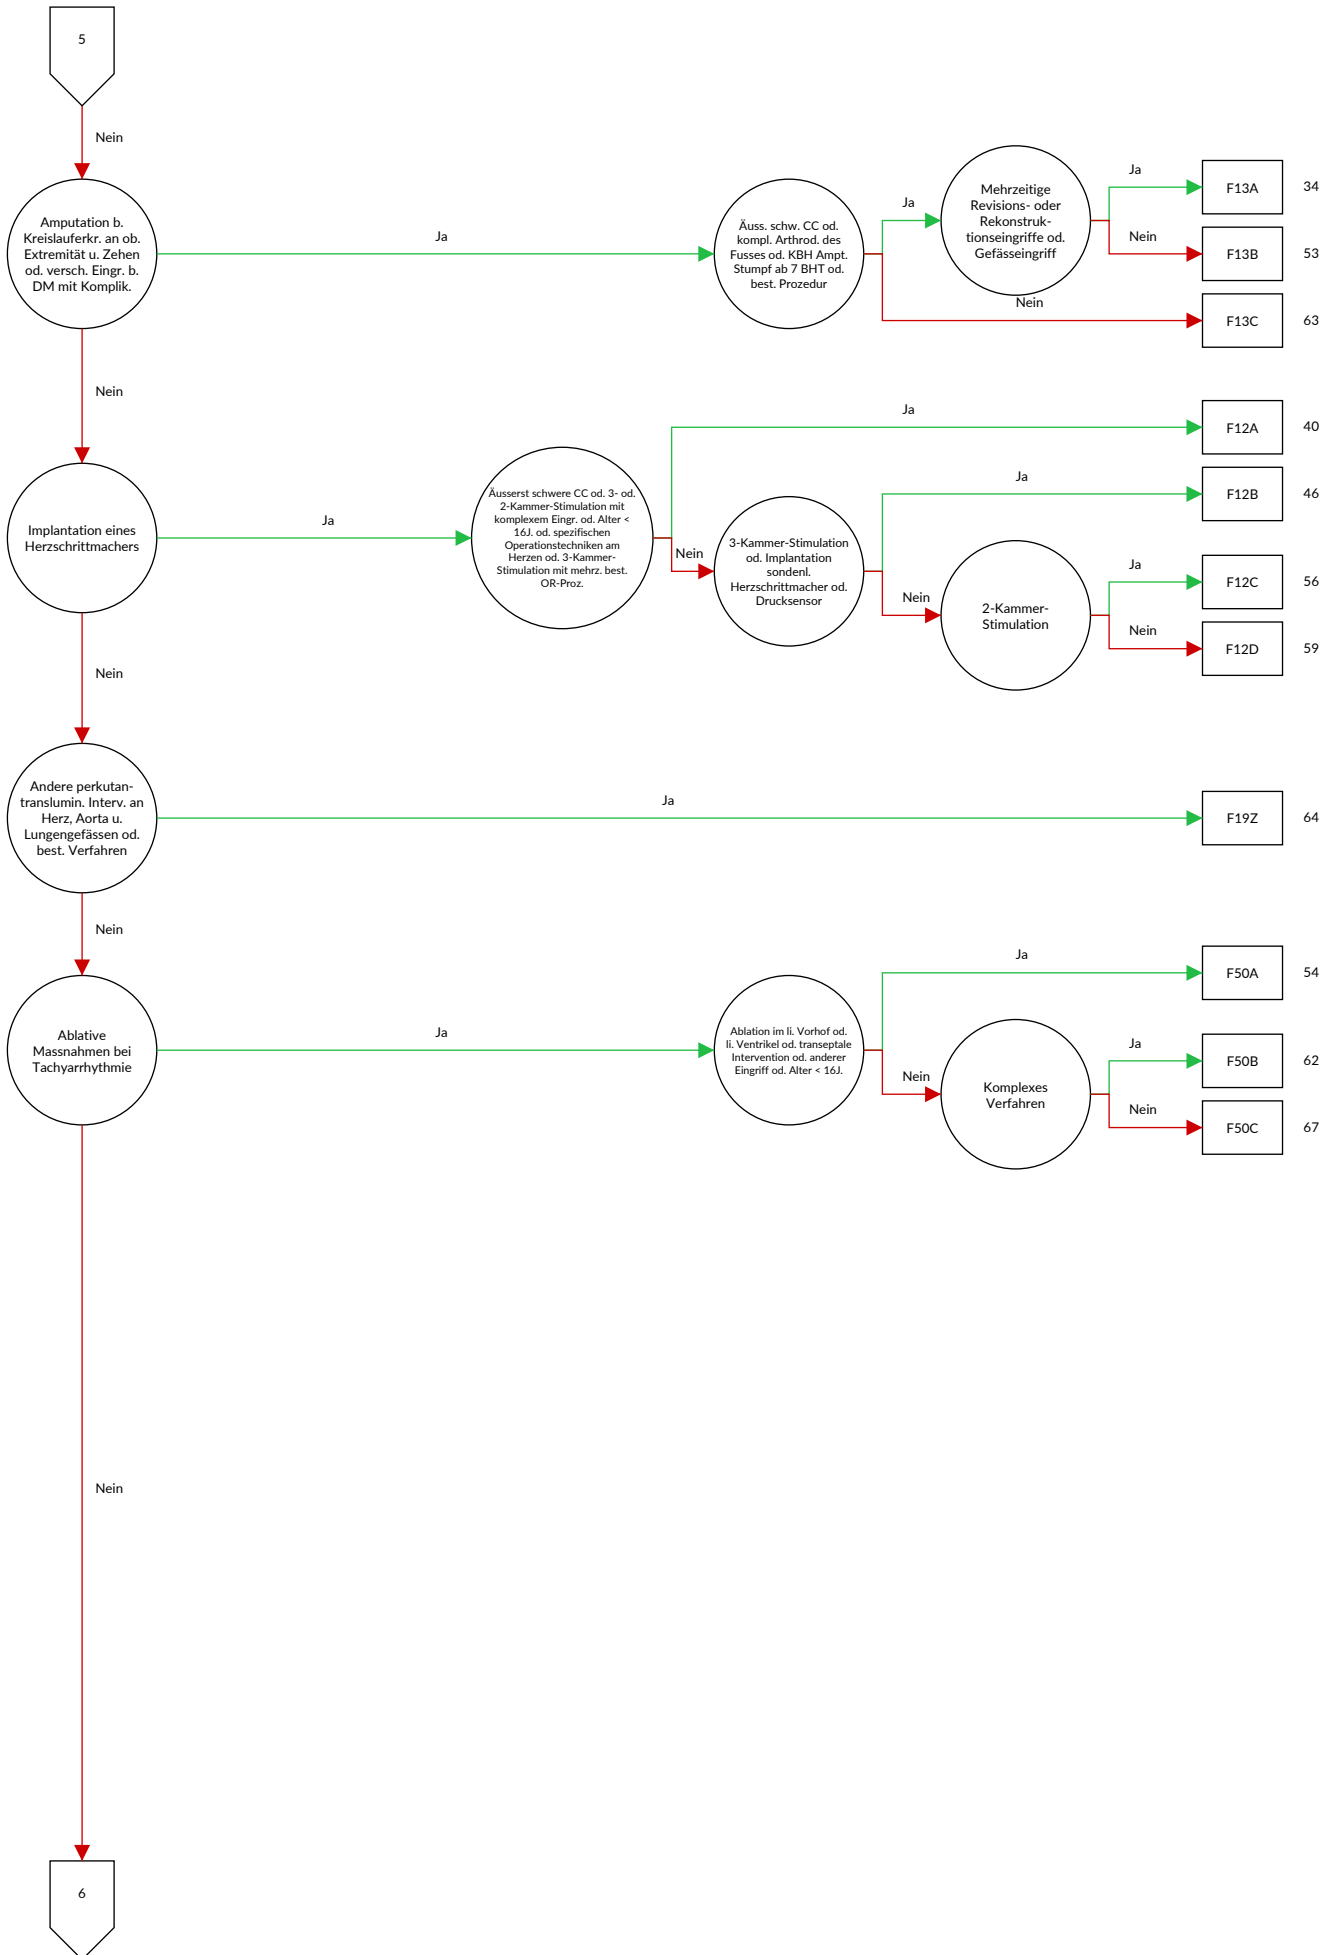 5
Nein
Amputation b.
Kreislauferkr. an ob.
Extremität u. Zehen
od. versch. Eingr. b.
DM mit Komplik.
Ja
Äuss. schw. CC od.
kompl. Arthrod. des
Fusses od. KBH Ampt.
Stumpf ab 7 BHT od.
best. Prozedur
Ja
Mehrzeitige
Revisions- oder
Rekonstruk-
tionseingriffe od.
Gefässeingriff
Ja
F13A
34
Nein
F13B
53
Nein
F13C
63
Nein
Implantation eines
Herzschrittmachers
Ja
Äusserst schwere CC od. 3- od.
2-Kammer-Stimulation mit
komplexem Eingr. od. Alter <
16J. od. spezifischen
Operationstechniken am
Herzen od. 3-Kammer-
Stimulation mit mehrz. best.
OR-Proz.
Ja
F12A
40
Nein
3-Kammer-Stimulation
od. Implantation
sondenl.
Herzschrittmacher od.
Drucksensor
Ja
F12B
46
Nein
2-Kammer-
Stimulation
Ja
F12C
56
Nein
F12D
59
Nein
Andere perkutan-
translumin. Interv. an
Herz, Aorta u.
Lungengefässen od.
best. Verfahren
Ja
F19Z
64
Nein
Ablative
Massnahmen bei
Tachyarrhythmie
Ja
Ablation im li. Vorhof od.
li. Ventrikel od. transeptale
Intervention od. anderer
Eingriff od. Alter < 16J.
Ja
F50A
54
Nein
Komplexes
Verfahren
Ja
F50B
62
Nein
F50C
67
Nein
6